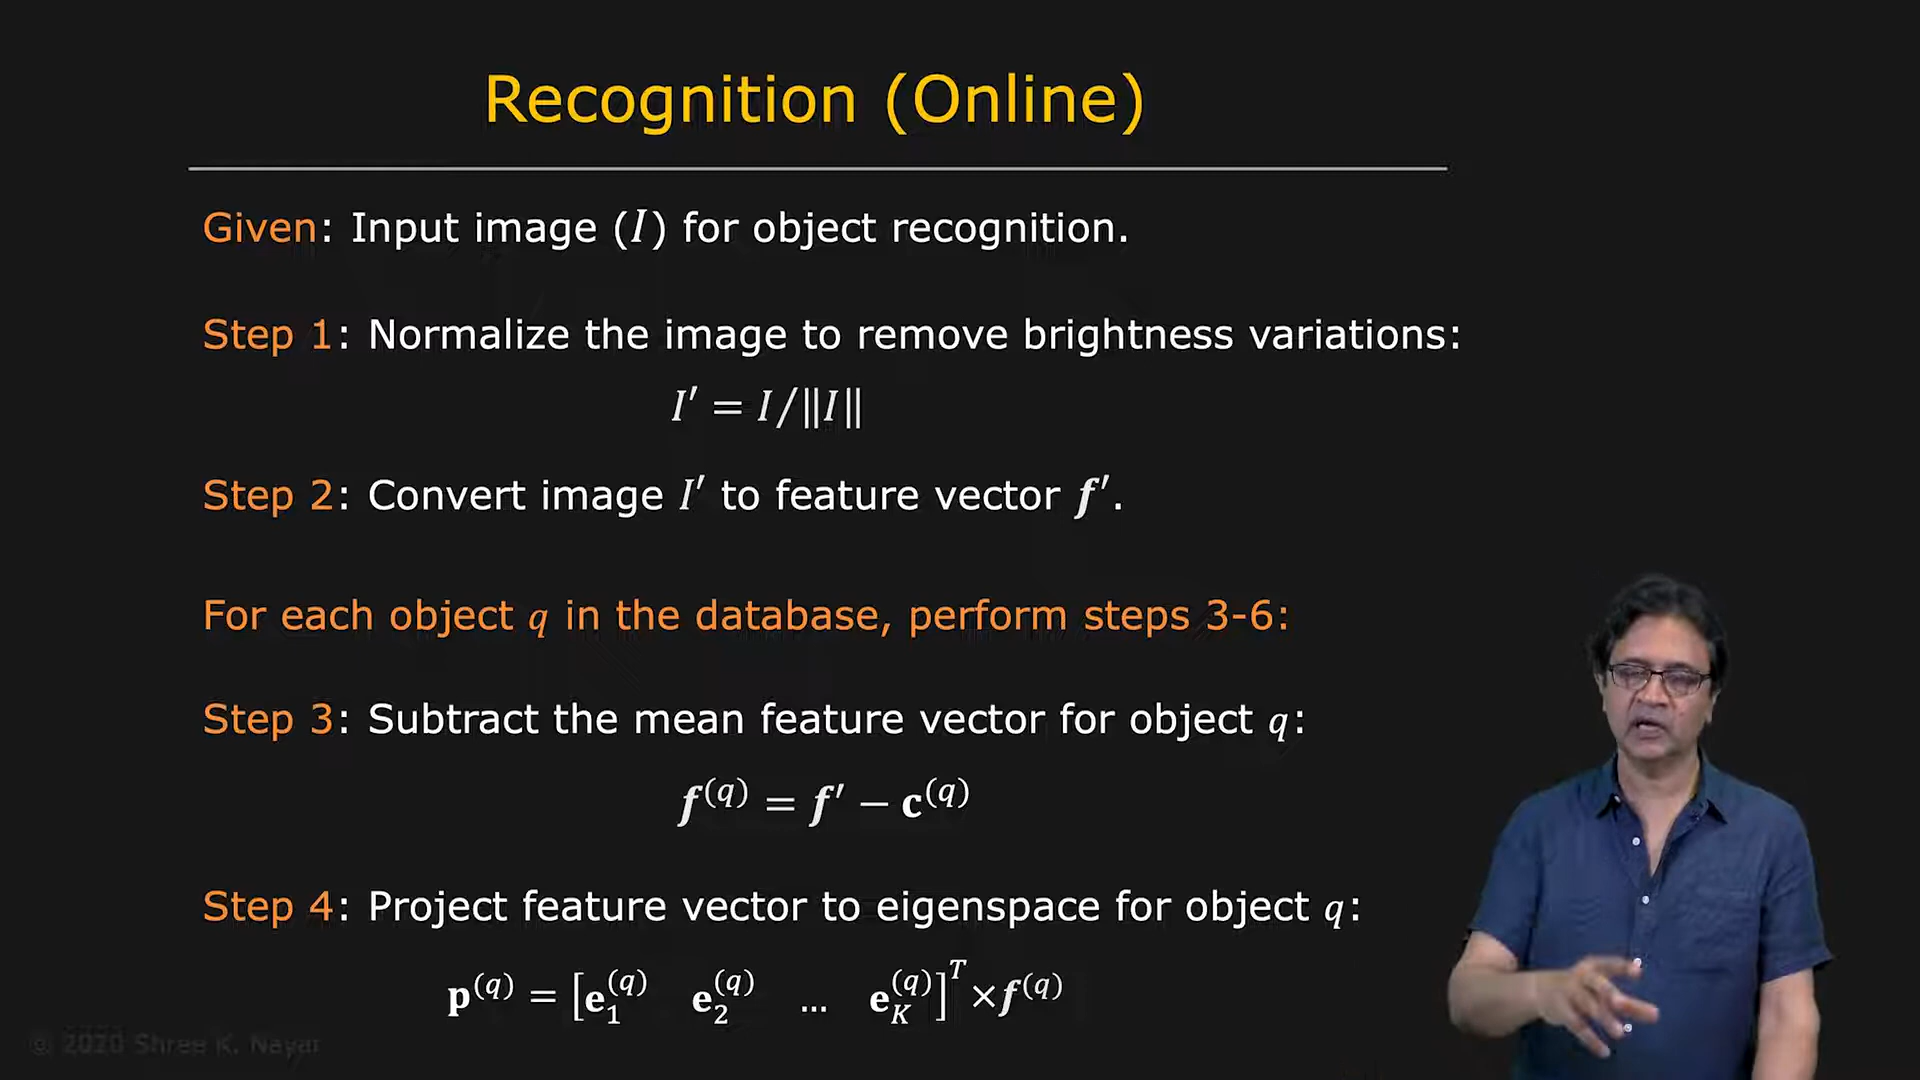 Recognition (Online)
Given: Input image (I) for object recognition.
Step 1: Normalize the image to remove brightness variations:
I′ = I/‖I‖
Step 2: Convert image I′ to feature vector f′.
For each object q in the database, perform steps 3-6:
Step 3: Subtract the mean feature vector for object q:
f^(q) = f′ − c^(q)
Step 4: Project feature vector to eigenspace for object q:
p^(q) = [e_1^(q) e_2^(q) … e_K^(q)]^T ×f^(q)
© 2020 Shree K. Nayar